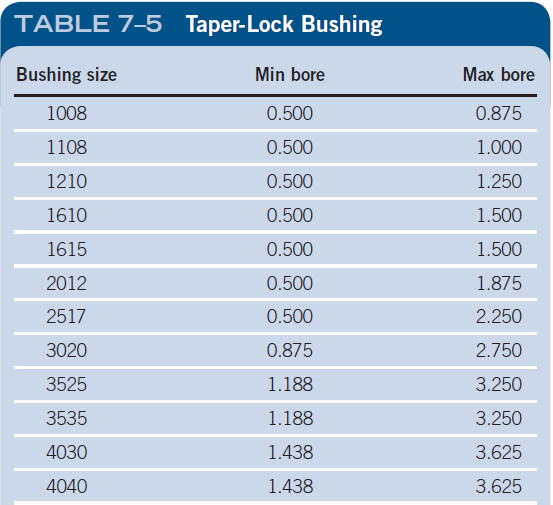 TABLE 7–5 Taper-Lock Bushing
Bushing size Min bore Max bore
1008 0.500 0.875
1108 0.500 1.000
1210 0.500 1.250
1610 0.500 1.500
1615 0.500 1.500
2012 0.500 1.875
2517 0.500 2.250
3020 0.875 2.750
3525 1.188 3.250
3535 1.188 3.250
4030 1.438 3.625
4040 1.438 3.625